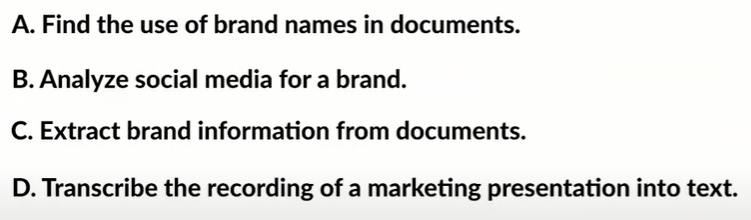 A. Find the use of brand names in documents.
B. Analyze social media for a brand.
C. Extract brand information from documents.
D. Transcribe the recording of a marketing presentation into text.